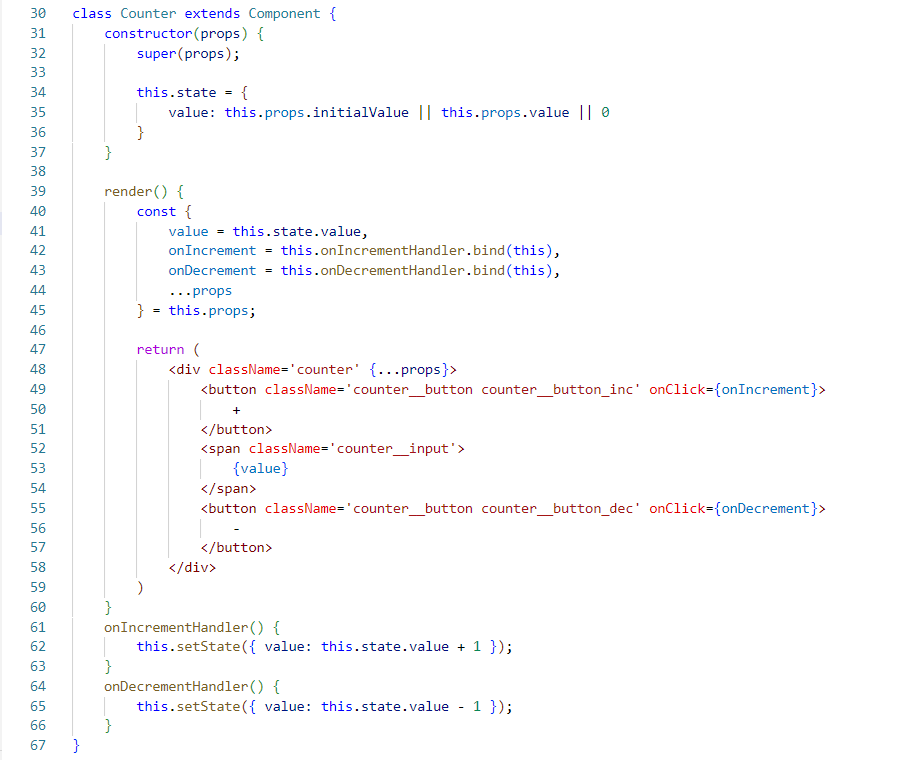 30 class Counter extends Component {
31     constructor(props) {
32         super(props);
33
34         this.state = {
35             value: this.props.initialValue || this.props.value || 0
36         }
37     }
38
39     render() {
40         const {
41             value = this.state.value,
42             onIncrement = this.onIncrementHandler.bind(this),
43             onDecrement = this.onDecrementHandler.bind(this),
44             ...props
45         } = this.props;
46
47         return (
48             <div className='counter' {...props}>
49                 <button className='counter__button counter__button_inc' onClick={onIncrement}>
50                     +
51                 </button>
52                 <span className='counter__input'>
53                     {value}
54                 </span>
55                 <button className='counter__button counter__button_dec' onClick={onDecrement}>
56                     -
57                 </button>
58             </div>
59         )
60     }
61     onIncrementHandler() {
62         this.setState({ value: this.state.value + 1 });
63     }
64     onDecrementHandler() {
65         this.setState({ value: this.state.value - 1 });
66     }
67 }